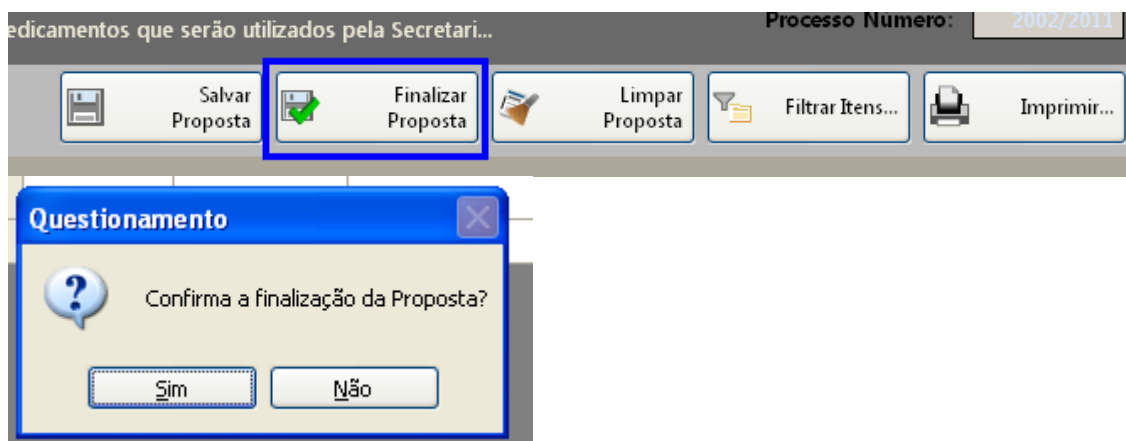 edicamentos que serão utilizados pela Secretari...
Processo Número:
2002/2011
Salvar
Proposta
Finalizar
Proposta
Limpar
Proposta
Filtrar Itens...
Imprimir...
Questionamento
Confirma a finalização da Proposta?
Sim
Não